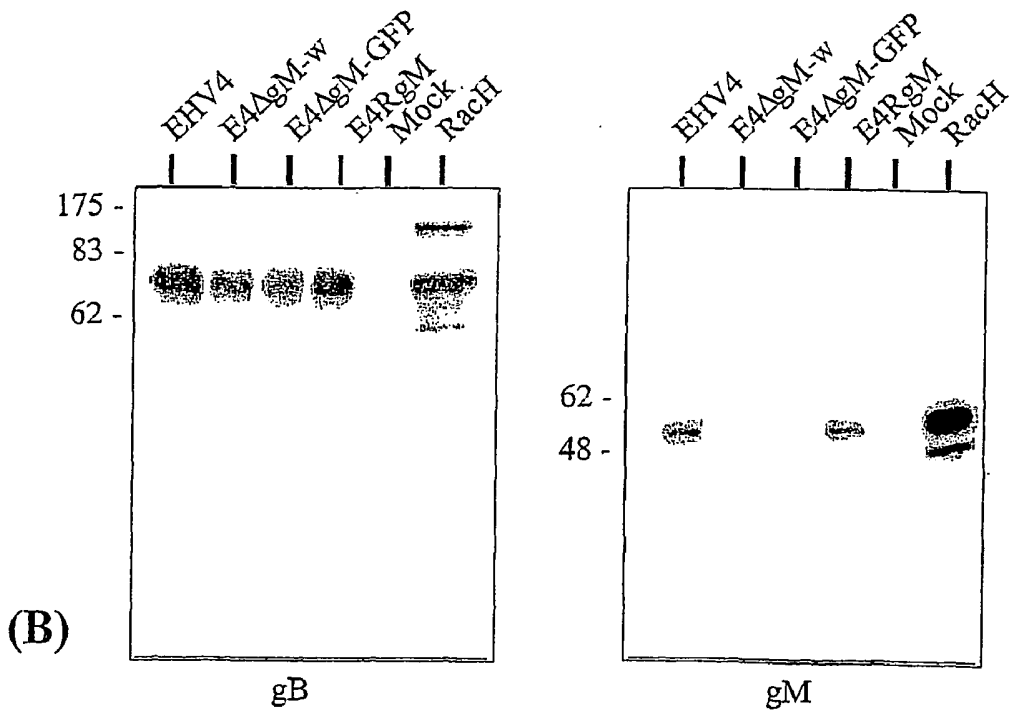 EHV4 E4ΔgM-w E4ΔgM-GFP E4RgM Mock RacH
175 -
83 -
62 -
gB
EHV4 E4ΔgM-w E4ΔgM-GFP E4RgM Mock RacH
62 -
48 -
gM
(B)